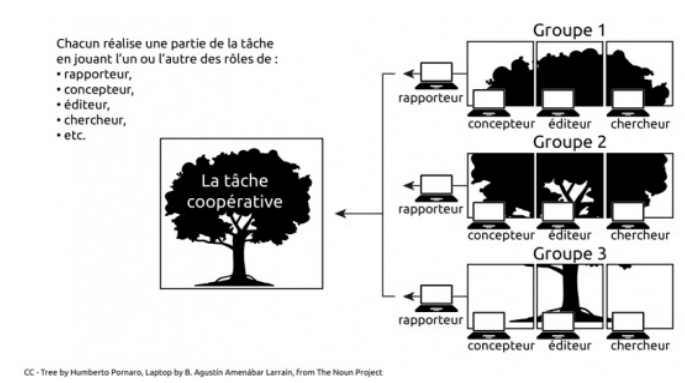 Chacun réalise une partie de la tâche
en jouant l'un ou l'autre des rôles de :
• rapporteur,
• concepteur,
• éditeur,
• chercheur,
• etc.
La tâche
coopérative
Groupe 1
rapporteur
concepteur éditeur chercheur
Groupe 2
rapporteur
concepteur éditeur chercheur
Groupe 3
rapporteur
concepteur éditeur chercheur
CC - Tree by Humberto Pornaro, Laptop by B. Agustín Amenábar Larraín, from The Noun Project